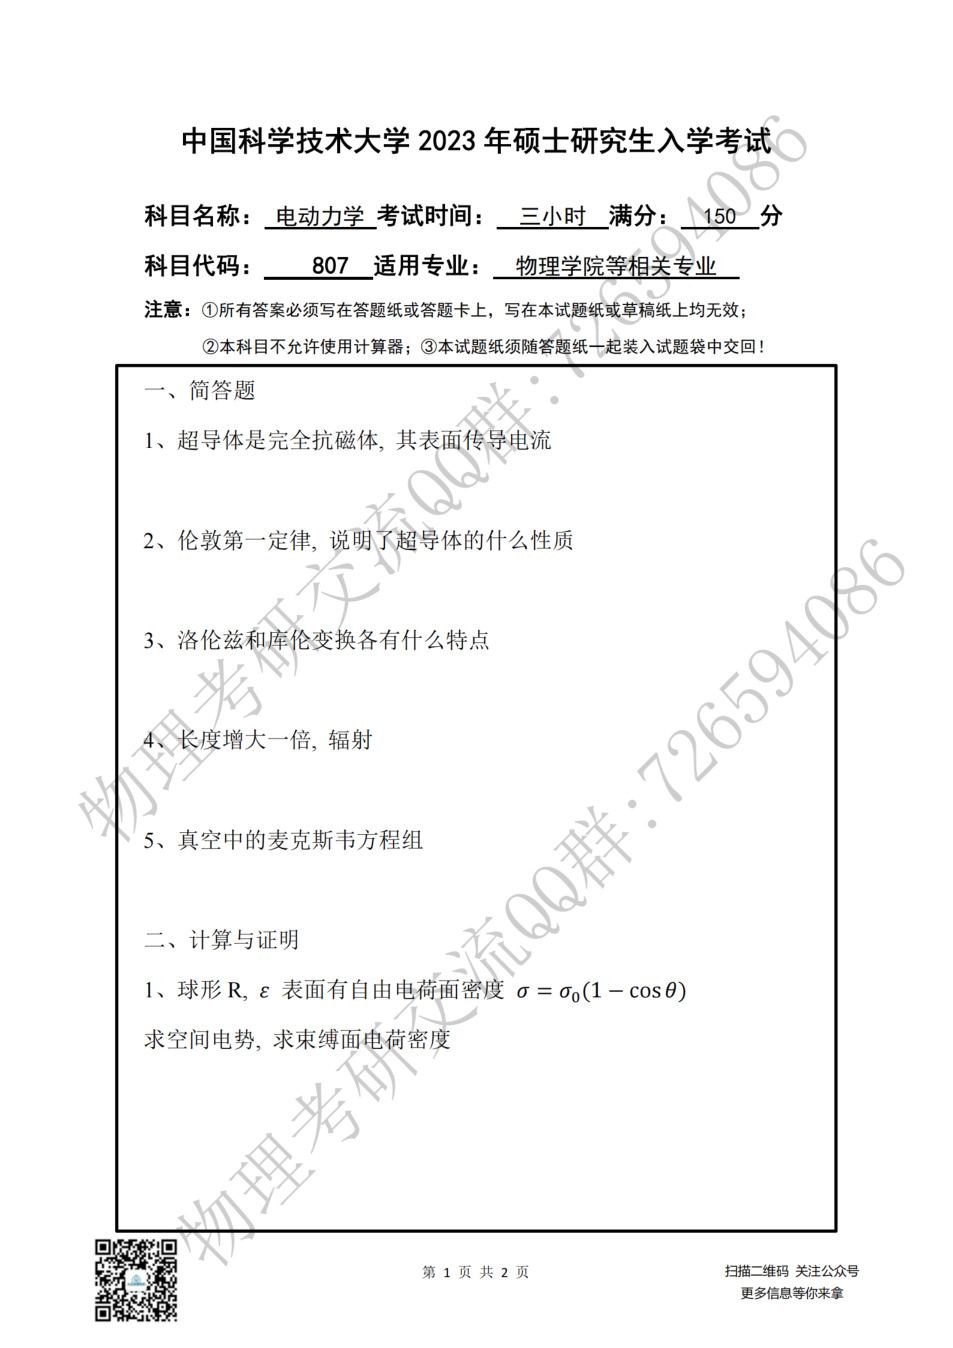 中国科学技术大学 2023 年硕士研究生入学考试
科目名称： 电动力学 考试时间： 三小时 满分： 150 分
科目代码： 807 适用专业： 物理学院等相关专业
注意：①所有答案必须写在答题纸或答题卡上，写在本试题纸或草稿纸上均无效；
②本科目不允许使用计算器；③本试题纸须随答题纸一起装入试题袋中交回！
一、简答题
1、超导体是完全抗磁体, 其表面传导电流
2、伦敦第一定律, 说明了超导体的什么性质
3、洛伦兹和库伦变换各有什么特点
4、长度增大一倍, 辐射
5、真空中的麦克斯韦方程组
二、计算与证明
1、球形 R, ε 表面有自由电荷面密度 σ = σ₀(1 − cos θ)
求空间电势, 求束缚面电荷密度
物理考研交流QQ群:726594086
物理考研交流QQ群:726594086
第 1 页 共 2 页
扫描二维码 关注公众号
更多信息等你来拿